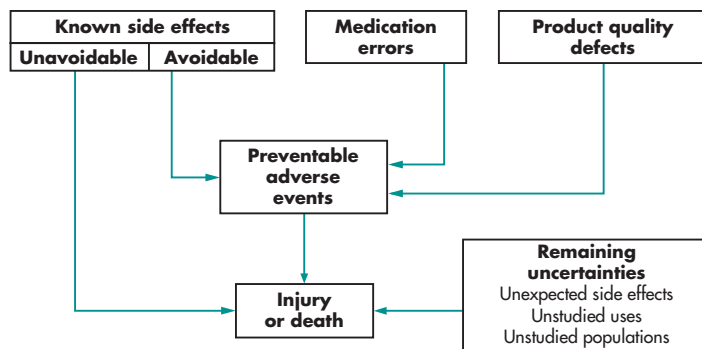 Known side effects
Unavoidable
Avoidable
Medication
errors
Product quality
defects
Preventable
adverse
events
Injury
or death
Remaining
uncertainties
Unexpected side effects
Unstudied uses
Unstudied populations